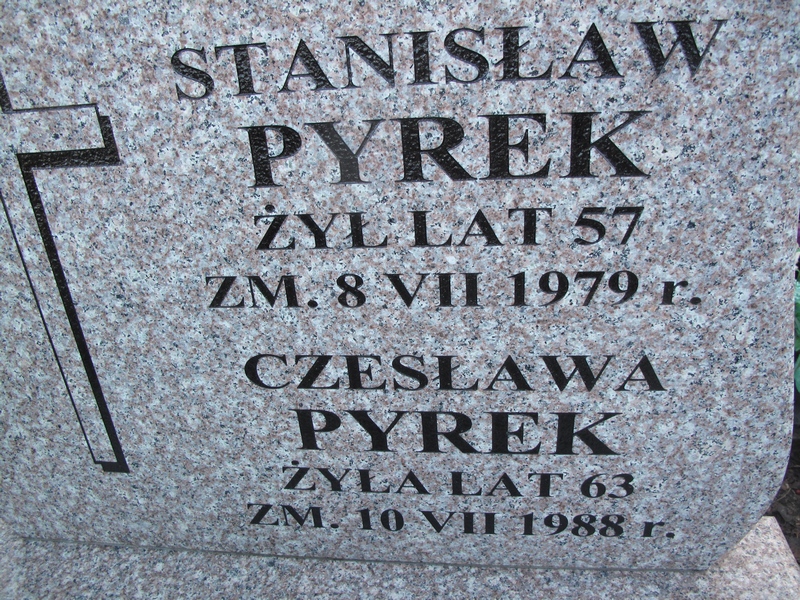 STANISŁAW
PYREK
ŻYŁ LAT 57
ZM. 8 VII 1979 r.
CZESŁAWA
PYREK
ŻYŁA LAT 63
ZM. 10 VII 1988 r.